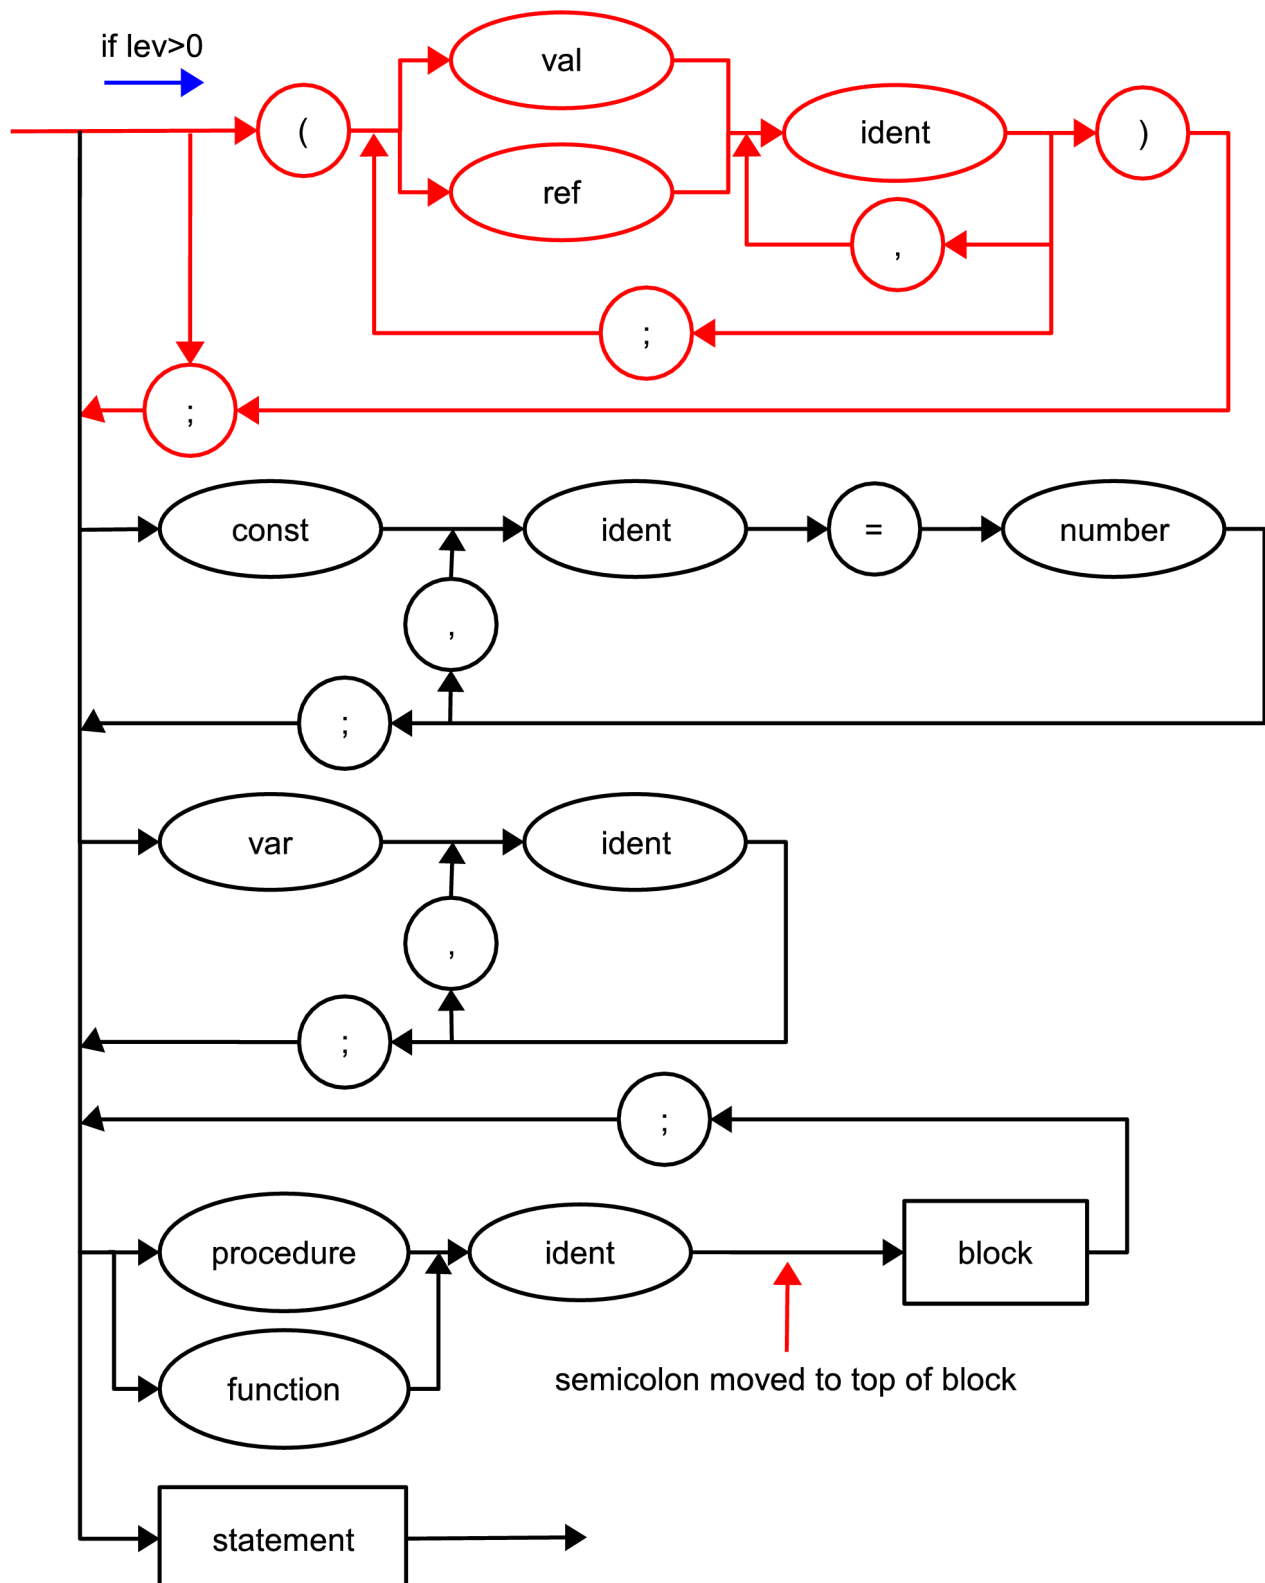 if lev>0
val
( ident )
ref
,
;
;
const ident = number
,
;
var ident
,
;
;
procedure ident block
function
semicolon moved to top of block
statement